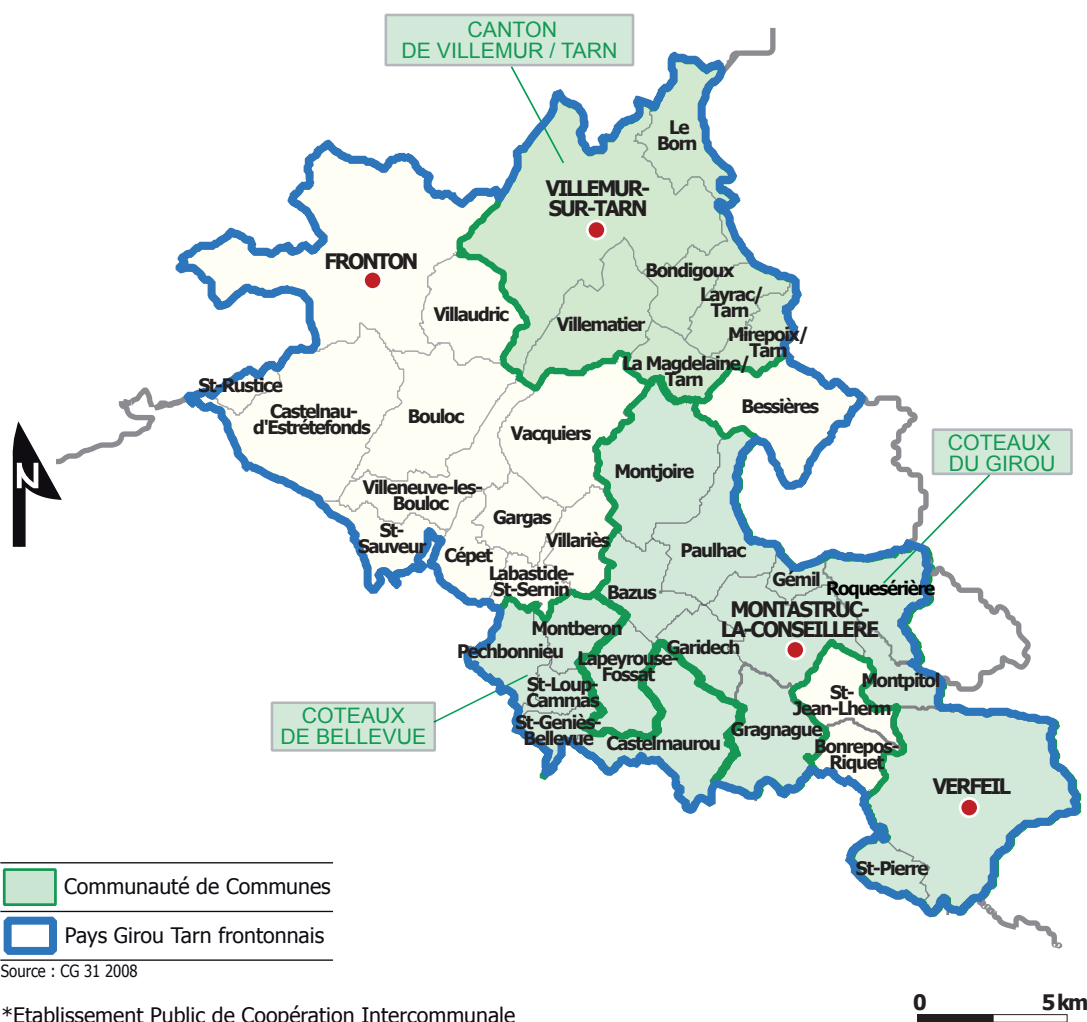 CANTON
DE VILLEMUR / TARN
Le
Born
VILLEMUR-
SUR-TARN
FRONTON
Bondigoux
Layrac/
Tarn
Villaudric
Villematier
Mirepoix/
Tarn
La Magdelaine/
Tarn
St-Rustice
Castelnau-
d'Estrétefonds
Bouloc
Bessières
Vacquiers
COTEAUX
DU GIROU
Montjoire
N
Villeneuve-les-
Bouloc
Gargas
St-
Sauveur
Villariès
Cépet
Paulhac
Labastide-
St-Sernin
Gémil
Roquesérière
Bazus
MONTASTRUC-
LA-CONSEILLERE
Montberon
Pechbonnieu
Garidech
Lapeyrouse-
Fossat
Montpitol
St-Loup-
Cammas
St-
Jean-Lherm
COTEAUX
DE BELLEVUE
St-Geniès-
Bellevue
Castelmaurou
Gragnague
Bonrepos-
Riquet
VERFEIL
St-Pierre
Communauté de Communes
Pays Girou Tarn frontonnais
Source : CG 31 2008
*Etablissement Public de Coopération Intercommunale
0 5 km